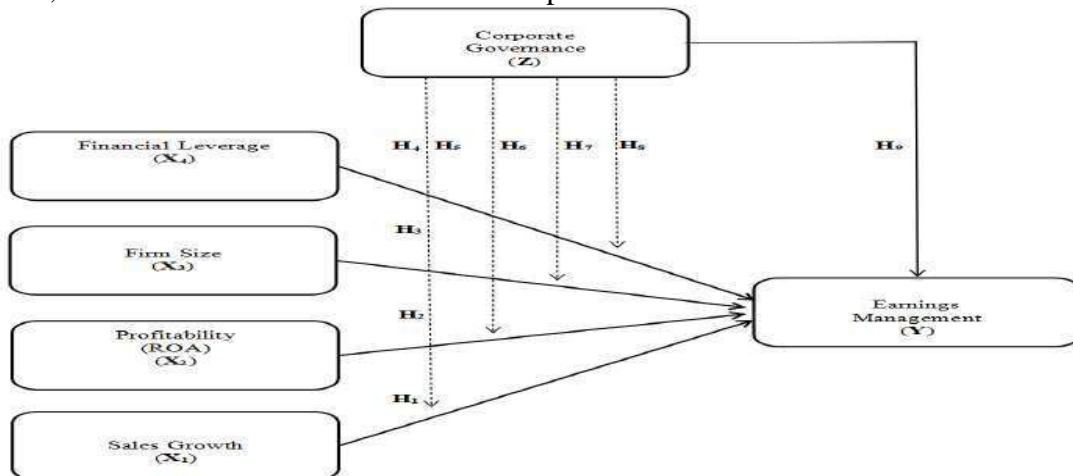 Corporate
Governance
(Z)
Financial Leverage
(X₄)
H₄
H₅
H₆
H₇
H₈
H₉
H₃
Firm Size
(X₃)
Earnings
Management
(Y)
H₂
Profitability
(ROA)
(X₂)
H₁
Sales Growth
(X₁)